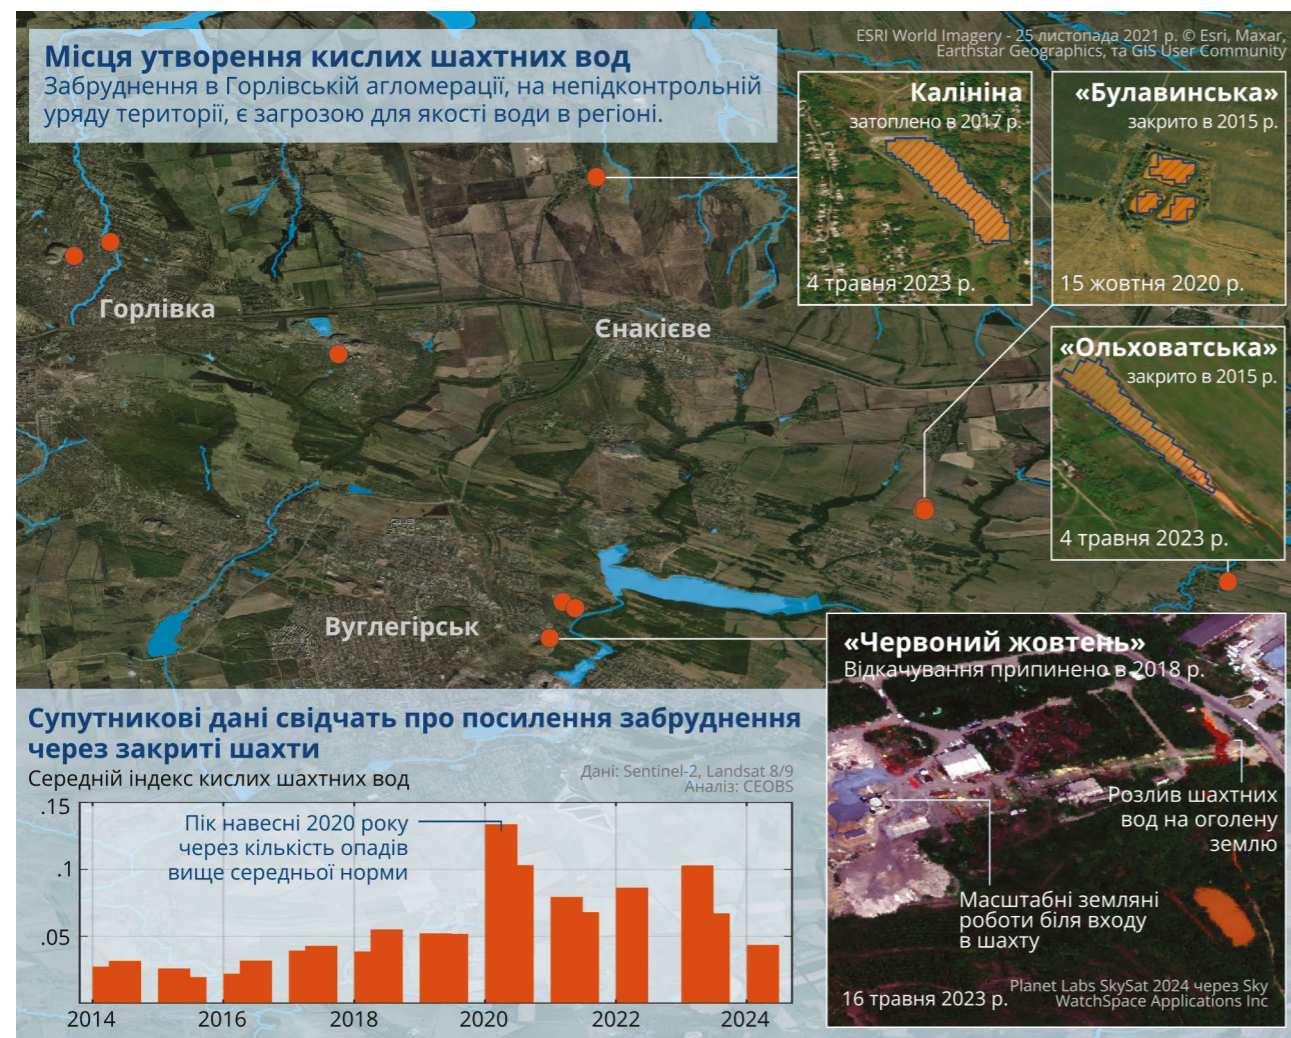 Місця утворення кислих шахтних вод
Забруднення в Горлівській агломерації, на непідконтрольній
уряду території, є загрозою для якості води в регіоні.
ESRI World Imagery - 25 листопада 2021 р. © Esri, Maxar,
Earthstar Geographics, та GIS User Community
Калініна
затоплено в 2017 р.
4 травня 2023 р.
«Булавинська»
закрито в 2015 р.
15 жовтня 2020 р.
Горлівка
Єнакієве
«Ольховатська»
закрито в 2015 р.
4 травня 2023 р.
Вуглегірськ
«Червоний жовтень»
Відкачування припинено в 2018 р.
Розлив шахтних
вод на оголену
землю
Масштабні земляні
роботи біля входу
в шахту
16 травня 2023 р.
Planet Labs SkySat 2024 через Sky
WatchSpace Applications Inc
Супутникові дані свідчать про посилення забруднення
через закриті шахти
Середній індекс кислих шахтних вод
Дані: Sentinel-2, Landsat 8/9
Аналіз: CEOBS
Пік навесні 2020 року
через кількість опадів
вище середньої норми
.15
.1
.05
2014 2016 2018 2020 2022 2024